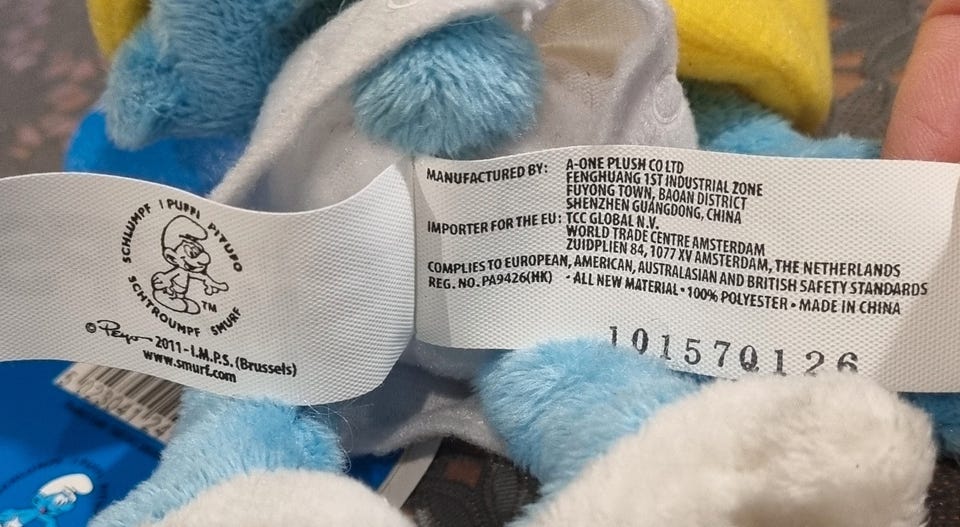 SCHLUMPF I PUFFI PITUFO
SCHTROUMPF SMURF
TM
© Peyo 2011 - I.M.P.S. (Brussels)
www.smurf.com
MANUFACTURED BY: A-ONE PLUSH CO LTD
FENGHUANG 1ST INDUSTRIAL ZONE
FUYONG TOWN, BAOAN DISTRICT
SHENZHEN GUANGDONG, CHINA
IMPORTER FOR THE EU: TCC GLOBAL N.V.
WORLD TRADE CENTRE AMSTERDAM
ZUIDPLIEN 84, 1077 XV AMSTERDAM, THE NETHERLANDS
COMPLIES TO EUROPEAN, AMERICAN, AUSTRALASIAN AND BRITISH SAFETY STANDARDS
REG. NO. PA9426(HK) • ALL NEW MATERIAL • 100% POLYESTER • MADE IN CHINA
10157Q126